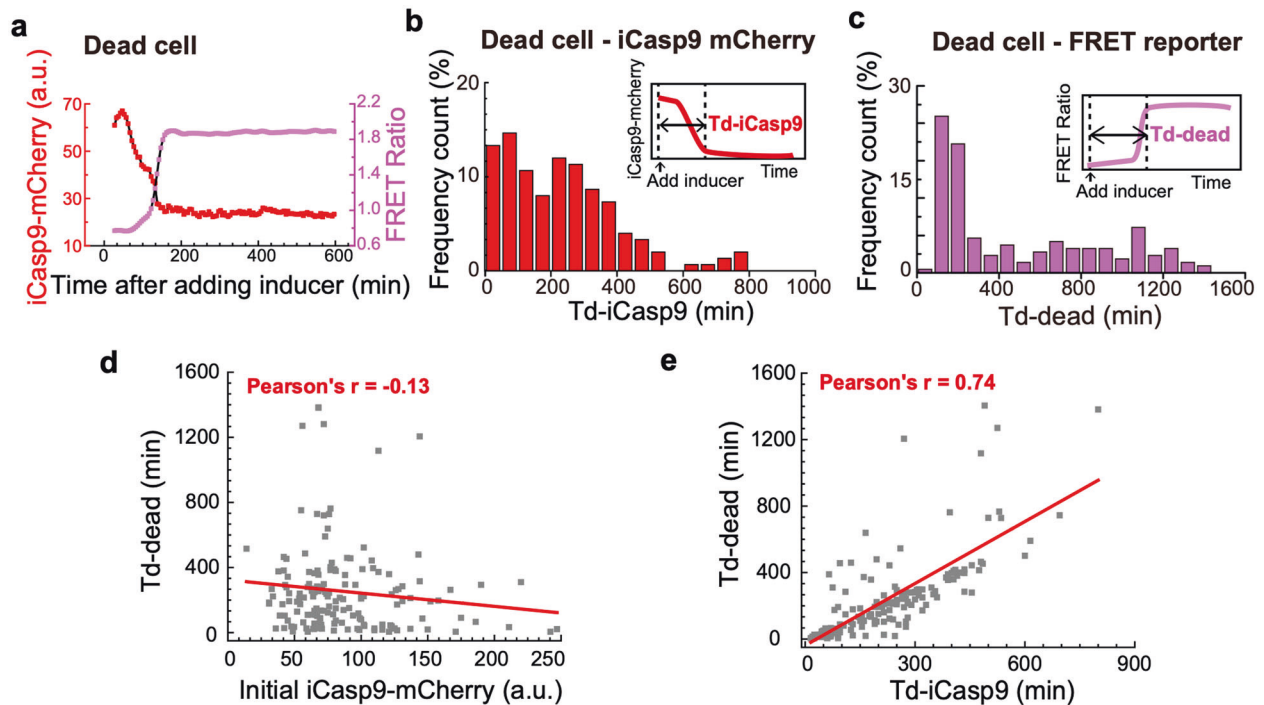 a
Dead cell
iCasp9-mCherry (a.u.)
70
50
30
10
2.2
1.8
1.4
1.0
0.6
FRET Ratio
0 200 400 600
Time after adding inducer (min)
b
Dead cell - iCasp9 mCherry
Frequency count (%)
20
10
0
0 200 400 600 800 1000
Td-iCasp9 (min)
iCasp9-mcherry
Td-iCasp9
Add inducer
Time
c
Dead cell - FRET reporter
Frequency count (%)
30
15
0
0 400 800 1200 1600
Td-dead (min)
FRET Ratio
Td-dead
Add inducer
Time
d
Pearson's r = -0.13
Td-dead (min)
1600
1200
800
400
0
0 50 100 150 200 250
Initial iCasp9-mCherry (a.u.)
e
Pearson's r = 0.74
Td-dead (min)
1600
1200
800
400
0
0 300 600 900
Td-iCasp9 (min)